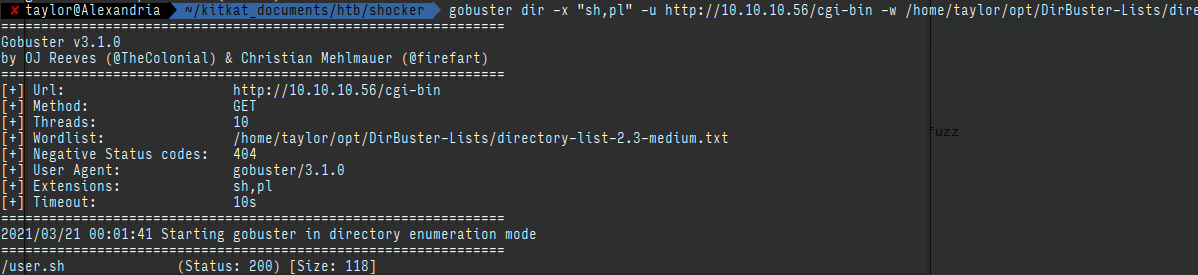 ✘ taylor@Alexandria ~/kitkat_documents/htb/shocker gobuster dir -x "sh,pl" -u http://10.10.10.56/cgi-bin -w /home/taylor/opt/DirBuster-Lists/dire
===============================================================
Gobuster v3.1.0
by OJ Reeves (@TheColonial) & Christian Mehlmauer (@firefart)
===============================================================
[+] Url: http://10.10.10.56/cgi-bin
[+] Method: GET
[+] Threads: 10
[+] Wordlist: /home/taylor/opt/DirBuster-Lists/directory-list-2.3-medium.txt
fuzz
[+] Negative Status codes: 404
[+] User Agent: gobuster/3.1.0
[+] Extensions: sh,pl
[+] Timeout: 10s
===============================================================
2021/03/21 00:01:41 Starting gobuster in directory enumeration mode
===============================================================
/user.sh (Status: 200) [Size: 118]